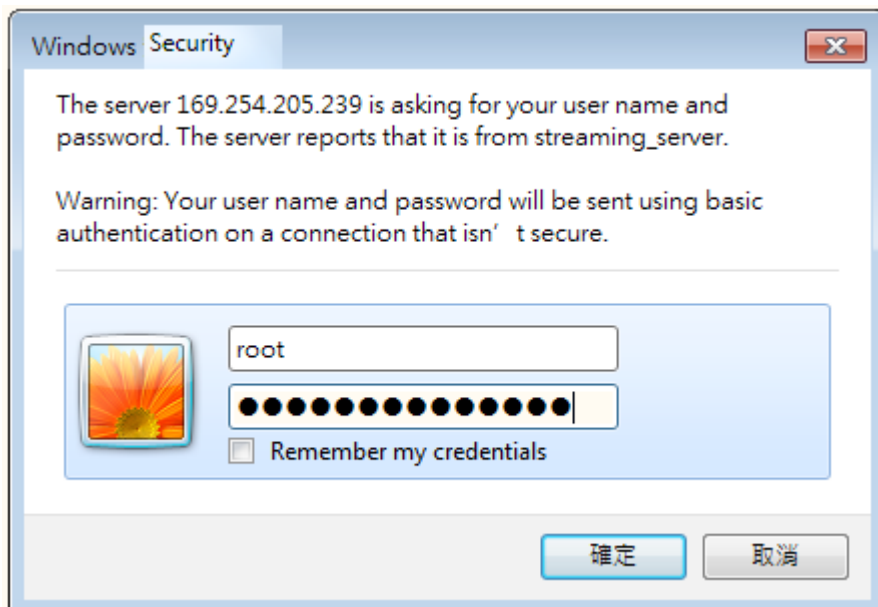 Windows Security
The server 169.254.205.239 is asking for your user name and
password. The server reports that it is from streaming_server.
Warning: Your user name and password will be sent using basic
authentication on a connection that isn’ t secure.
root
●●●●●●●●●●●●●●
Remember my credentials
確定
取消